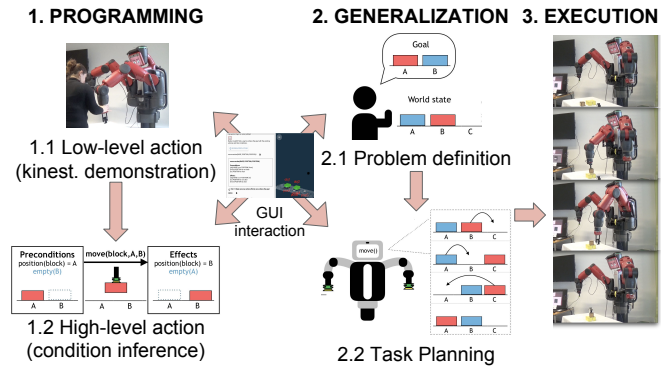 1. PROGRAMMING
2. GENERALIZATION
3. EXECUTION
Goal
A B
World state
A B C
1.1 Low-level action
(kinest. demonstration)
2.1 Problem definition
GUI
interaction
Preconditions
position(block) = A
empty(B)
A B
move(block,A,B)
A B
Effects
position(block) = B
empty(A)
A B
1.2 High-level action
(condition inference)
move()
A B C
A B C
A B C
A B C
2.2 Task Planning